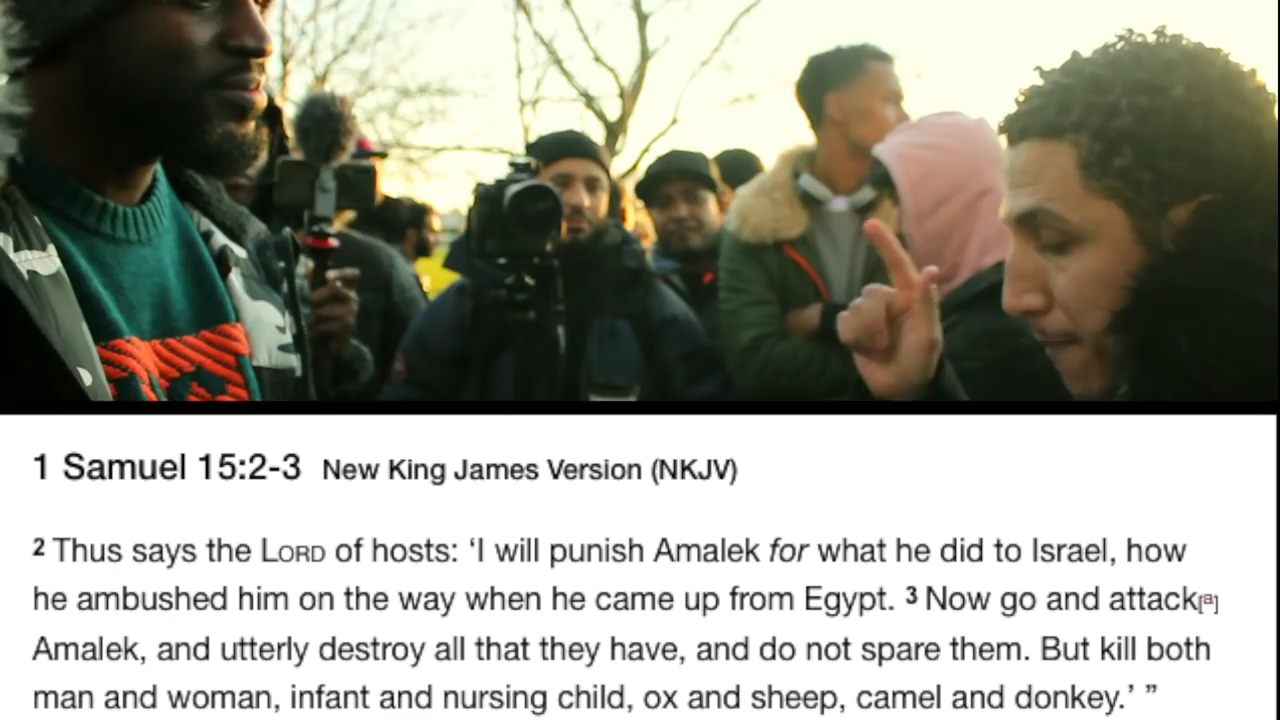 1 Samuel 15:2-3 New King James Version (NKJV)
2 Thus says the LORD of hosts: ‘I will punish Amalek for what he did to Israel, how
he ambushed him on the way when he came up from Egypt. 3 Now go and attack[a]
Amalek, and utterly destroy all that they have, and do not spare them. But kill both
man and woman, infant and nursing child, ox and sheep, camel and donkey.’ ”